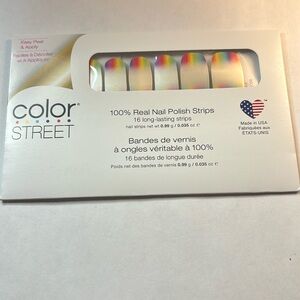 Easy Peel
& Apply
Faciles à Décoller
et à Appliquer
color
STREET
100% Real Nail Polish Strips
16 long-lasting strips
nail strips net wt 0.99 g / 0.035 oz ℮
Bandes de vernis
à ongles véritable à 100%
16 bandes de longue durée
Poids net des bandes de vernis 0.99 g / 0.035 oz ℮
Made in USA
Fabriquées aux
ÉTATS-UNIS